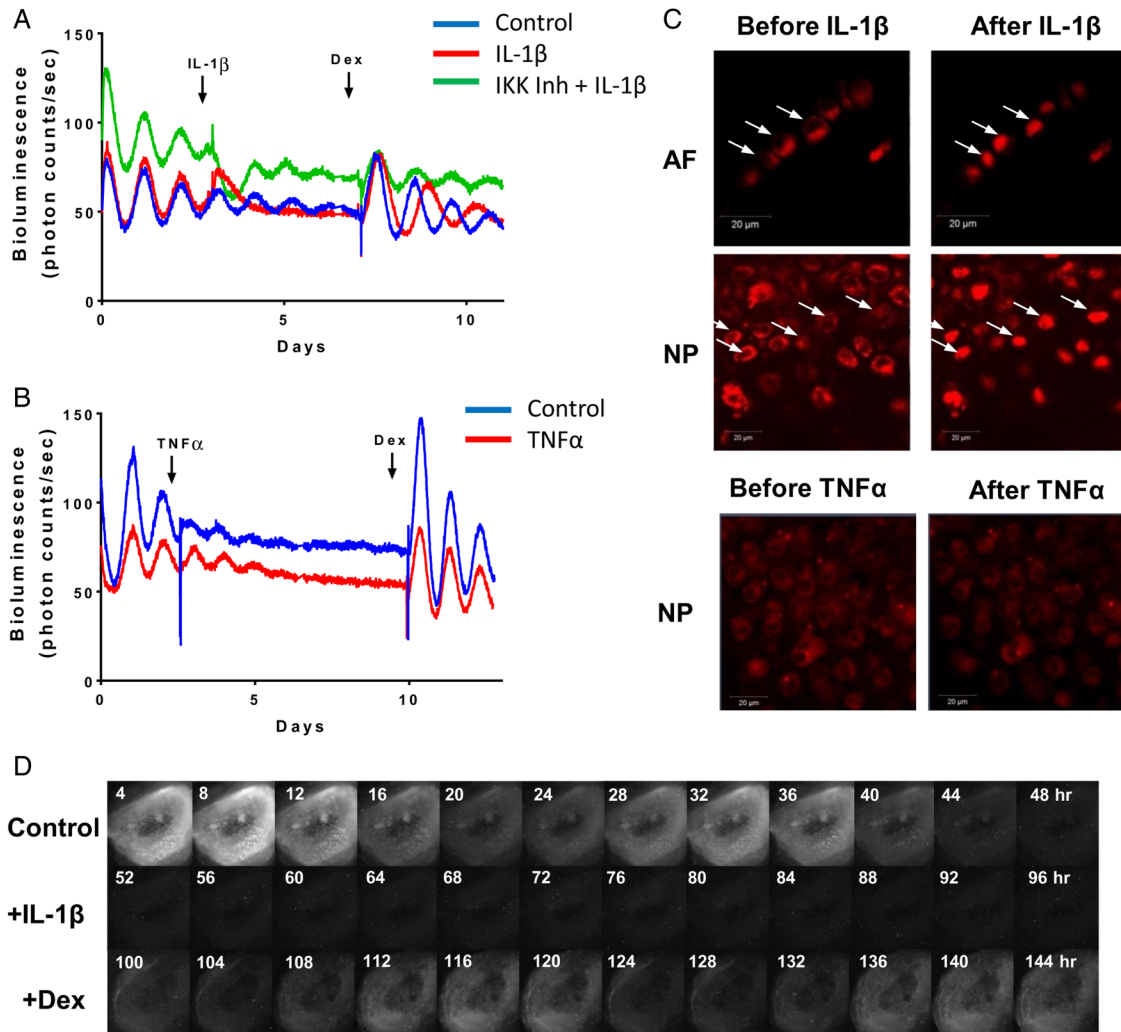 A
Bioluminescence
(photon counts/sec)
150
100
50
0
0
5
10
Days
IL-1β
Dex
Control
IL-1β
IKK Inh + IL-1β
B
Bioluminescence
(photon counts/sec)
150
100
50
0
0
5
10
Days
TNFα
Dex
Control
TNFα
C
Before IL-1β After IL-1β
AF
20 µm 20 µm
NP
20 µm 20 µm
Before TNFα After TNFα
NP
20 µm 20 µm
D
Control
4 8 12 16 20 24 28 32 36 40 44 48 hr
+IL-1β
52 56 60 64 68 72 76 80 84 88 92 96 hr
+Dex
100 104 108 112 116 120 124 128 132 136 140 144 hr